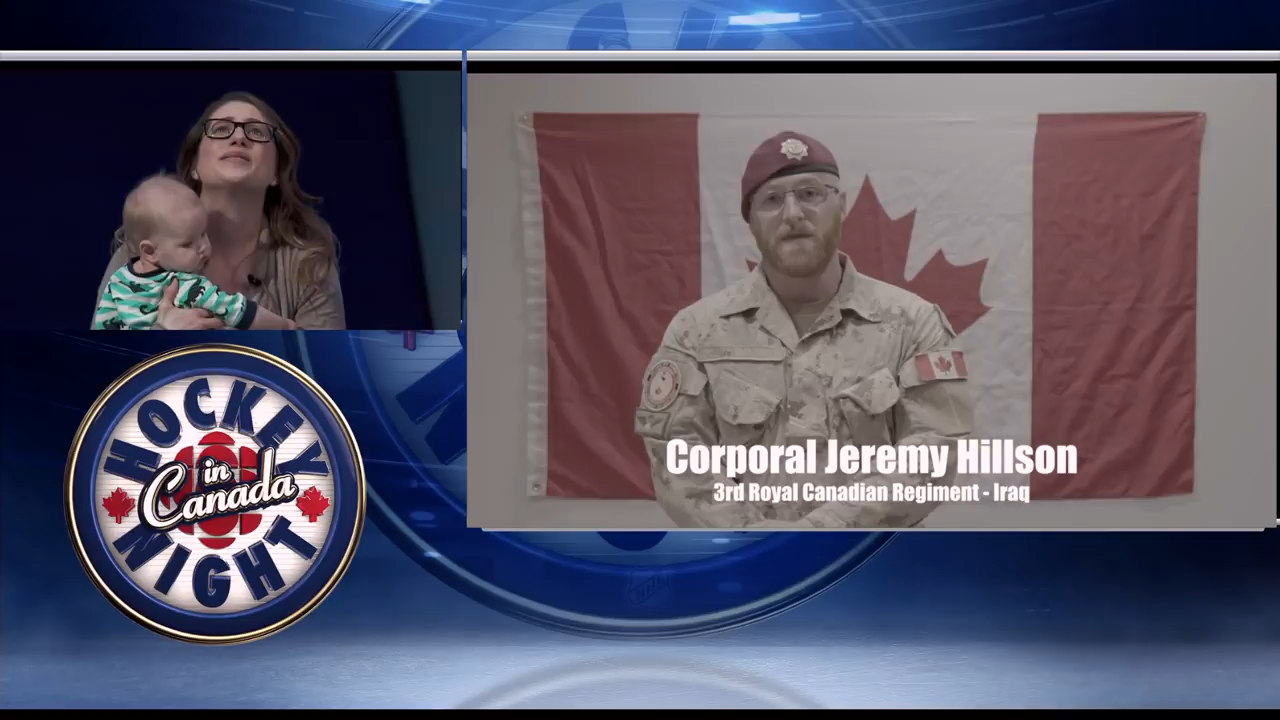 HOCKEY
in
Canada
NIGHT
Corporal Jeremy Hillson
3rd Royal Canadian Regiment - Iraq